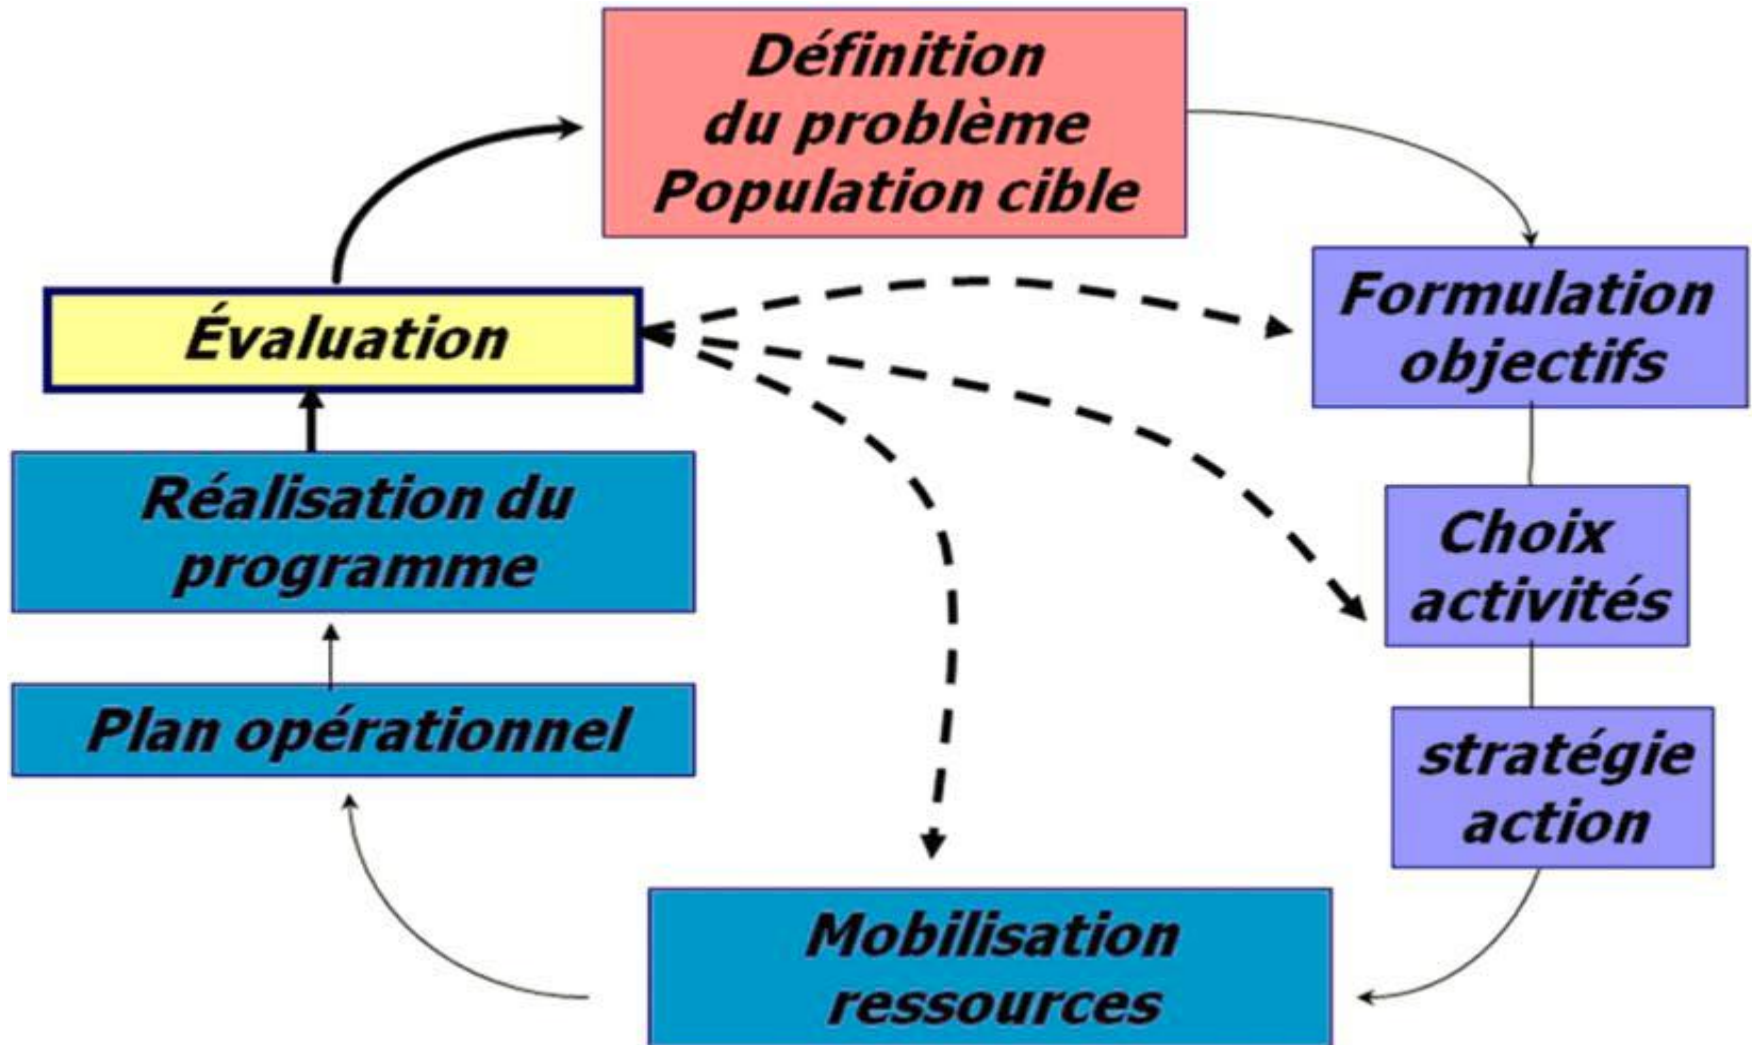 Définition
du problème
Population cible
Formulation
objectifs
Choix
activités
stratégie
action
Mobilisation
ressources
Plan opérationnel
Réalisation du
programme
Évaluation